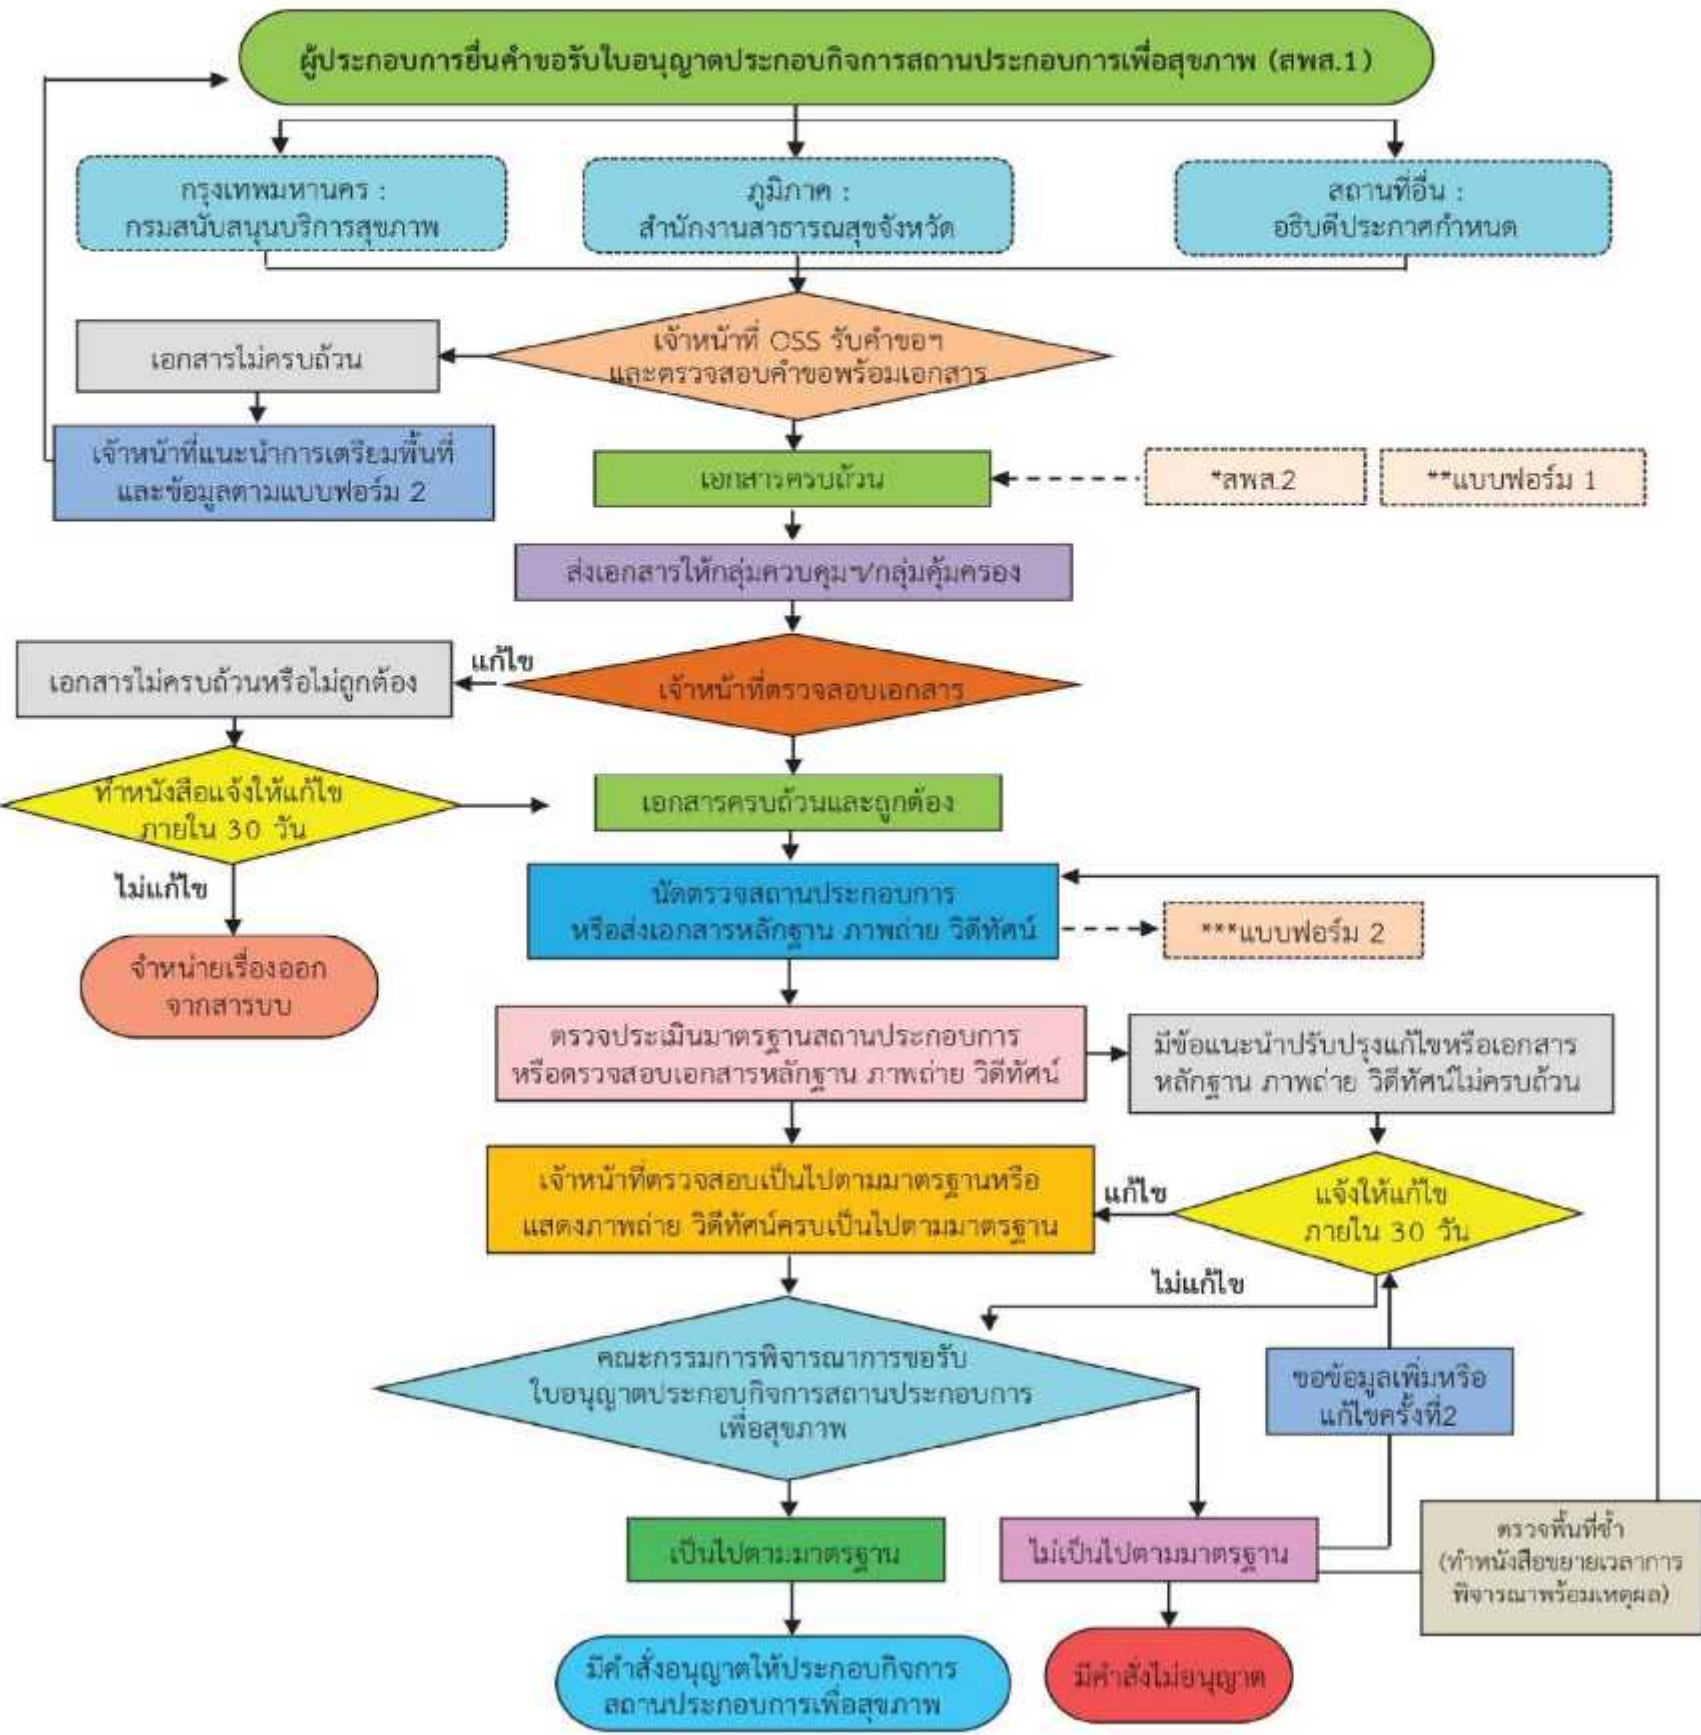 ผู้ประกอบการยื่นคำขอรับใบอนุญาตประกอบกิจการสถานประกอบการเพื่อสุขภาพ (สพส.1)
กรุงเทพมหานคร :
กรมสนับสนุนบริการสุขภาพ
ภูมิภาค :
สำนักงานสาธารณสุขจังหวัด
สถานที่อื่น :
อธิบดีประกาศกำหนด
เจ้าหน้าที่ OSS รับคำขอฯ
และตรวจสอบคำขอพร้อมเอกสาร
เอกสารไม่ครบถ้วน
เจ้าหน้าที่แนะนำการเตรียมพื้นที่
และข้อมูลตามแบบฟอร์ม 2
เอกสารครบถ้วน
*สพส.2
**แบบฟอร์ม 1
ส่งเอกสารให้กลุ่มควบคุมฯ/กลุ่มคุ้มครอง
เจ้าหน้าที่ตรวจสอบเอกสาร
แก้ไข
เอกสารไม่ครบถ้วนหรือไม่ถูกต้อง
ทำหนังสือแจ้งให้แก้ไข
ภายใน 30 วัน
ไม่แก้ไข
จำหน่ายเรื่องออก
จากสารบบ
เอกสารครบถ้วนและถูกต้อง
นัดตรวจสถานประกอบการ
หรือส่งเอกสารหลักฐาน ภาพถ่าย วิดีทัศน์
***แบบฟอร์ม 2
ตรวจประเมินมาตรฐานสถานประกอบการ
หรือตรวจสอบเอกสารหลักฐาน ภาพถ่าย วิดีทัศน์
มีข้อแนะนำปรับปรุงแก้ไขหรือเอกสาร
หลักฐาน ภาพถ่าย วิดีทัศน์ไม่ครบถ้วน
เจ้าหน้าที่ตรวจสอบเป็นไปตามมาตรฐานหรือ
แสดงภาพถ่าย วิดีทัศน์ครบเป็นไปตามมาตรฐาน
แก้ไข
แจ้งให้แก้ไข
ภายใน 30 วัน
ไม่แก้ไข
คณะกรรมการพิจารณาการขอรับ
ใบอนุญาตประกอบกิจการสถานประกอบการ
เพื่อสุขภาพ
ขอข้อมูลเพิ่มหรือ
แก้ไขครั้งที่2
เป็นไปตามมาตรฐาน
ไม่เป็นไปตามมาตรฐาน
ตรวจพื้นที่ซ้ำ
(ทำหนังสือขยายเวลาการ
พิจารณาพร้อมเหตุผล)
มีคำสั่งอนุญาตให้ประกอบกิจการ
สถานประกอบการเพื่อสุขภาพ
มีคำสั่งไม่อนุญาต